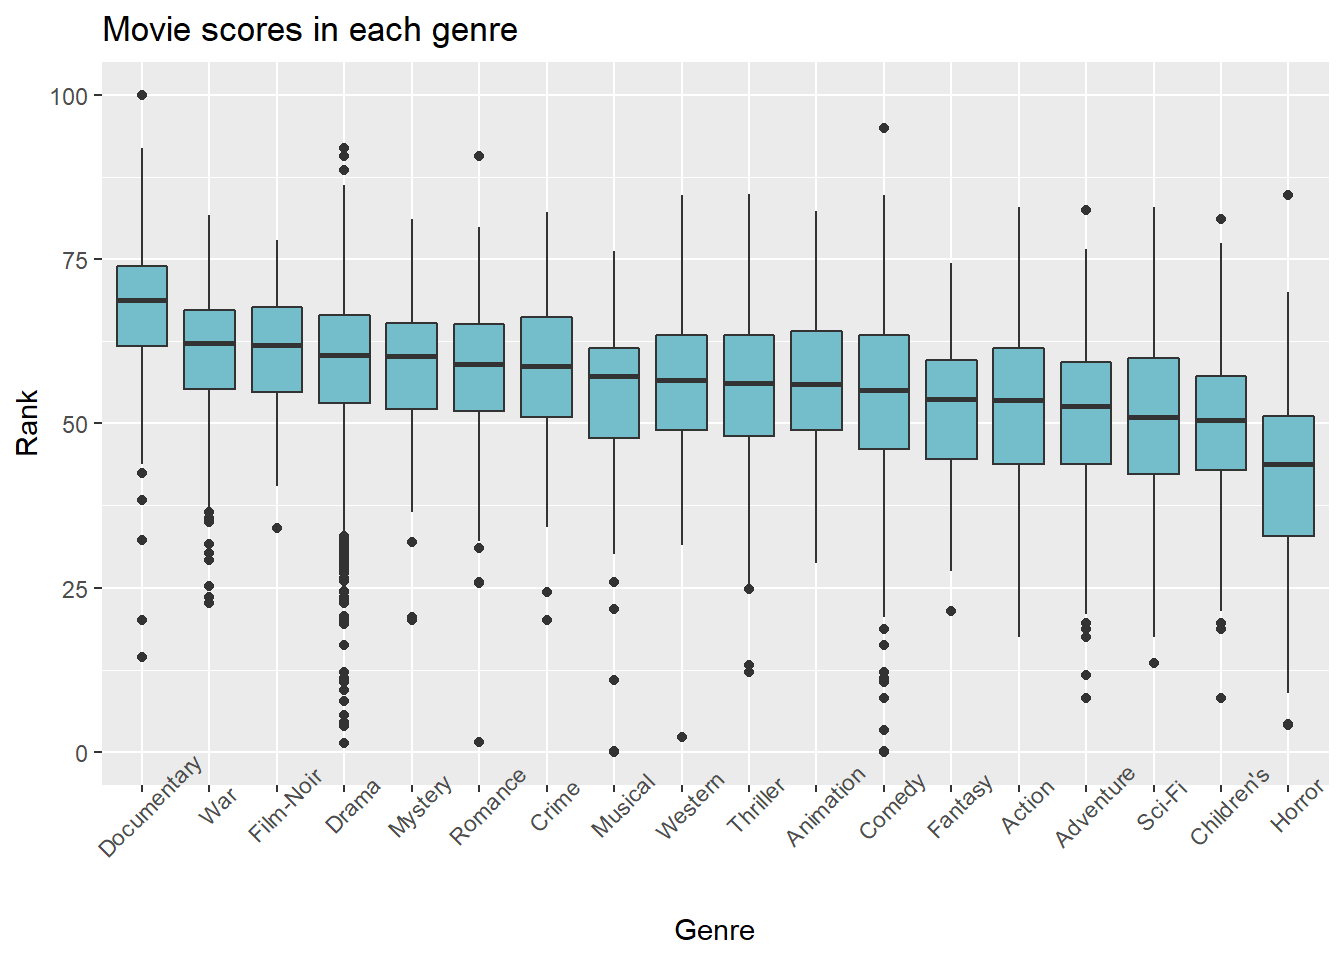 Movie scores in each genre
Rank
100
75
50
25
0
Documentary
War
Film-Noir
Drama
Mystery
Romance
Crime
Musical
Western
Thriller
Animation
Comedy
Fantasy
Action
Adventure
Sci-Fi
Children's
Horror
Genre